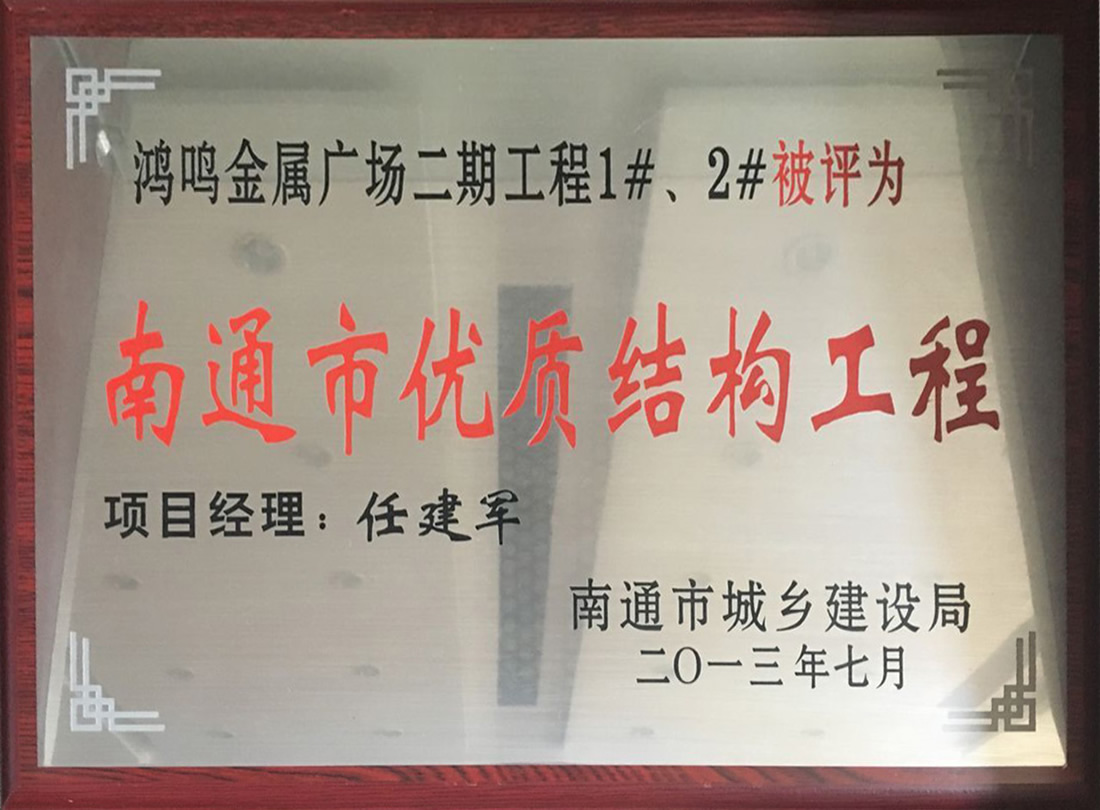 鸿鸣金属广场二期工程1#、2#被评为
南通市优质结构工程
项目经理：任建军
南通市城乡建设局
二〇一三年七月